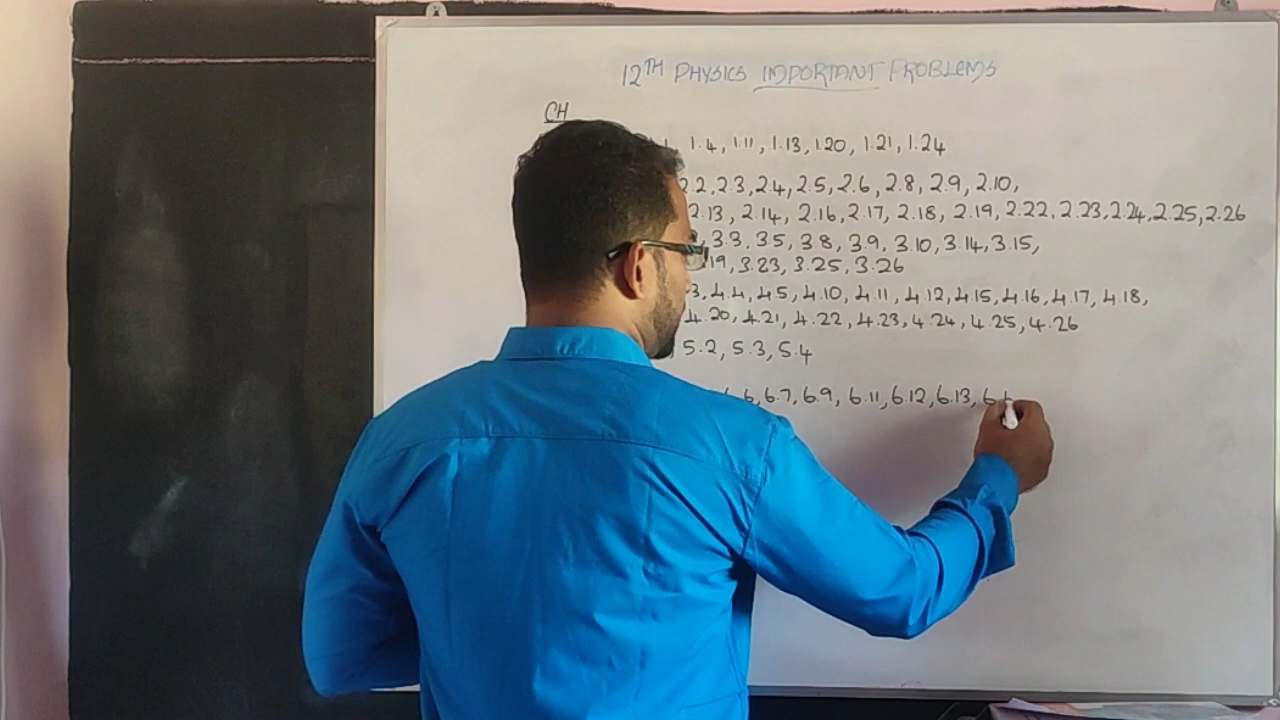 12TH PHYSICS IMPORTANT PROBLEMS
CH
1.4, 1.11, 1.13, 1.20, 1.21, 1.24
2.2, 2.3, 2.4, 2.5, 2.6, 2.8, 2.9, 2.10,
2.13, 2.14, 2.16, 2.17, 2.18, 2.19, 2.22, 2.23, 2.24, 2.25, 2.26
, 3.3, 3.5, 3.8, 3.9, 3.10, 3.14, 3.15,
19, 3.23, 3.25, 3.26
3, 4.4, 4.5, 4.10, 4.11, 4.12, 4.15, 4.16, 4.17, 4.18,
4.20, 4.21, 4.22, 4.23, 4.24, 4.25, 4.26
5.2, 5.3, 5.4
6.7, 6.9, 6.11, 6.12, 6.13,